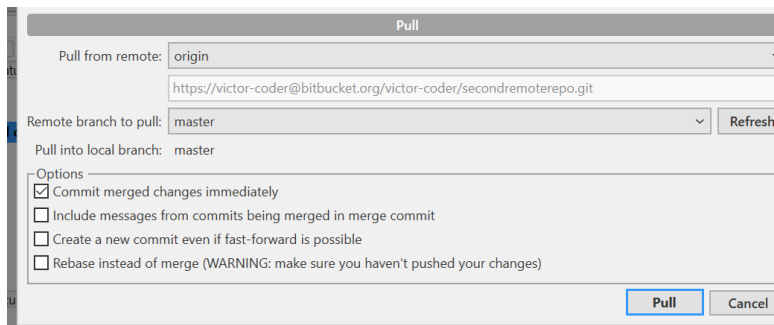 Pull
Pull from remote: origin
https://victor-coder@bitbucket.org/victor-coder/secondremoterepo.git
Remote branch to pull: master Refresh
Pull into local branch: master
Options
Commit merged changes immediately
Include messages from commits being merged in merge commit
Create a new commit even if fast-forward is possible
Rebase instead of merge (WARNING: make sure you haven't pushed your changes)
Pull Cancel